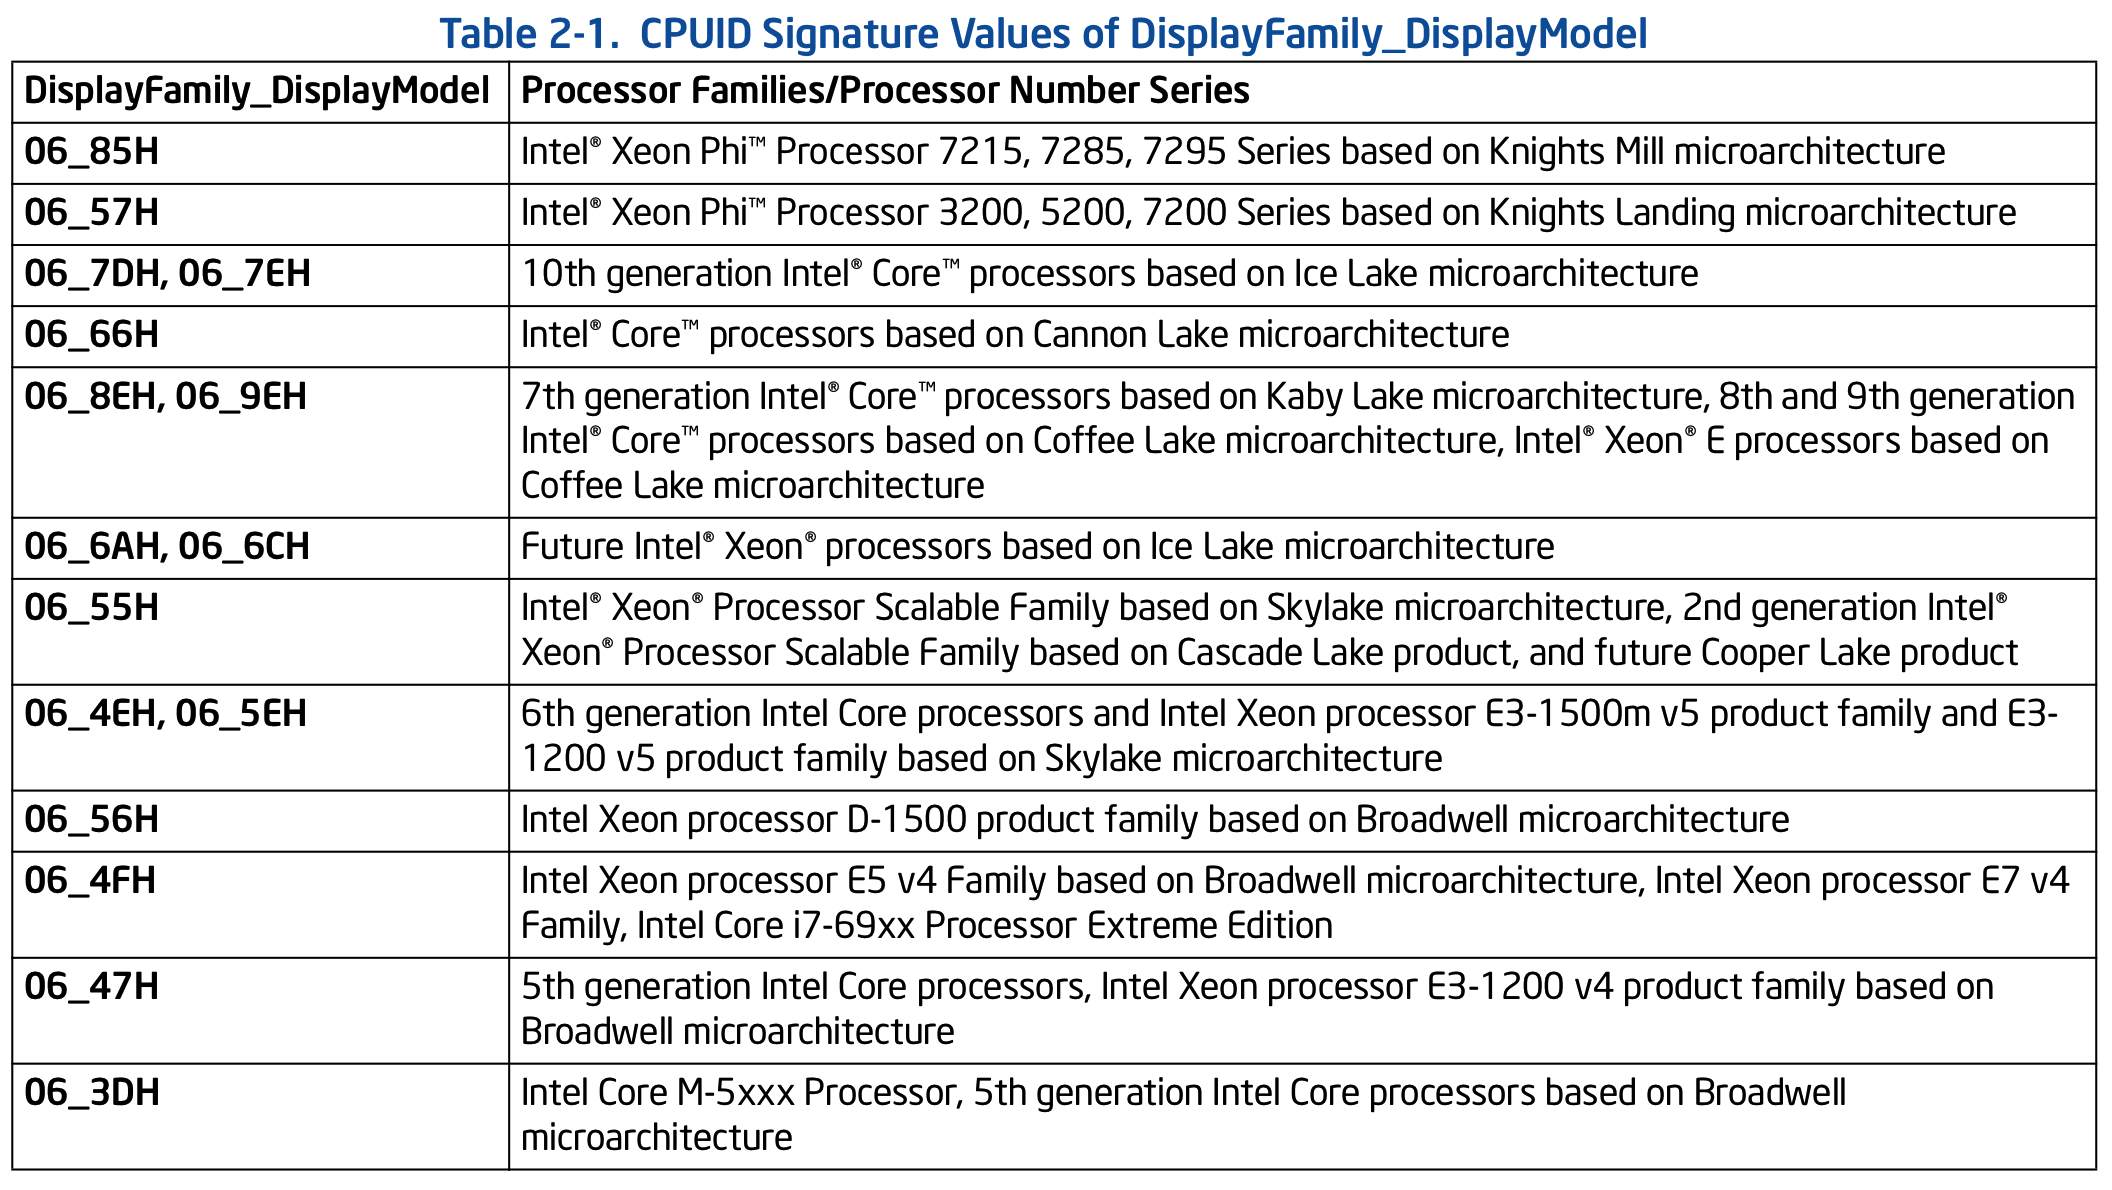 Table 2-1. CPUID Signature Values of DisplayFamily_DisplayModel
DisplayFamily_DisplayModel Processor Families/Processor Number Series
06_85H Intel® Xeon Phi™ Processor 7215, 7285, 7295 Series based on Knights Mill microarchitecture
06_57H Intel® Xeon Phi™ Processor 3200, 5200, 7200 Series based on Knights Landing microarchitecture
06_7DH, 06_7EH 10th generation Intel® Core™ processors based on Ice Lake microarchitecture
06_66H Intel® Core™ processors based on Cannon Lake microarchitecture
06_8EH, 06_9EH 7th generation Intel® Core™ processors based on Kaby Lake microarchitecture, 8th and 9th generation
Intel® Core™ processors based on Coffee Lake microarchitecture, Intel® Xeon® E processors based on
Coffee Lake microarchitecture
06_6AH, 06_6CH Future Intel® Xeon® processors based on Ice Lake microarchitecture
06_55H Intel® Xeon® Processor Scalable Family based on Skylake microarchitecture, 2nd generation Intel®
Xeon® Processor Scalable Family based on Cascade Lake product, and future Cooper Lake product
06_4EH, 06_5EH 6th generation Intel Core processors and Intel Xeon processor E3-1500m v5 product family and E3-
1200 v5 product family based on Skylake microarchitecture
06_56H Intel Xeon processor D-1500 product family based on Broadwell microarchitecture
06_4FH Intel Xeon processor E5 v4 Family based on Broadwell microarchitecture, Intel Xeon processor E7 v4
Family, Intel Core i7-69xx Processor Extreme Edition
06_47H 5th generation Intel Core processors, Intel Xeon processor E3-1200 v4 product family based on
Broadwell microarchitecture
06_3DH Intel Core M-5xxx Processor, 5th generation Intel Core processors based on Broadwell
microarchitecture